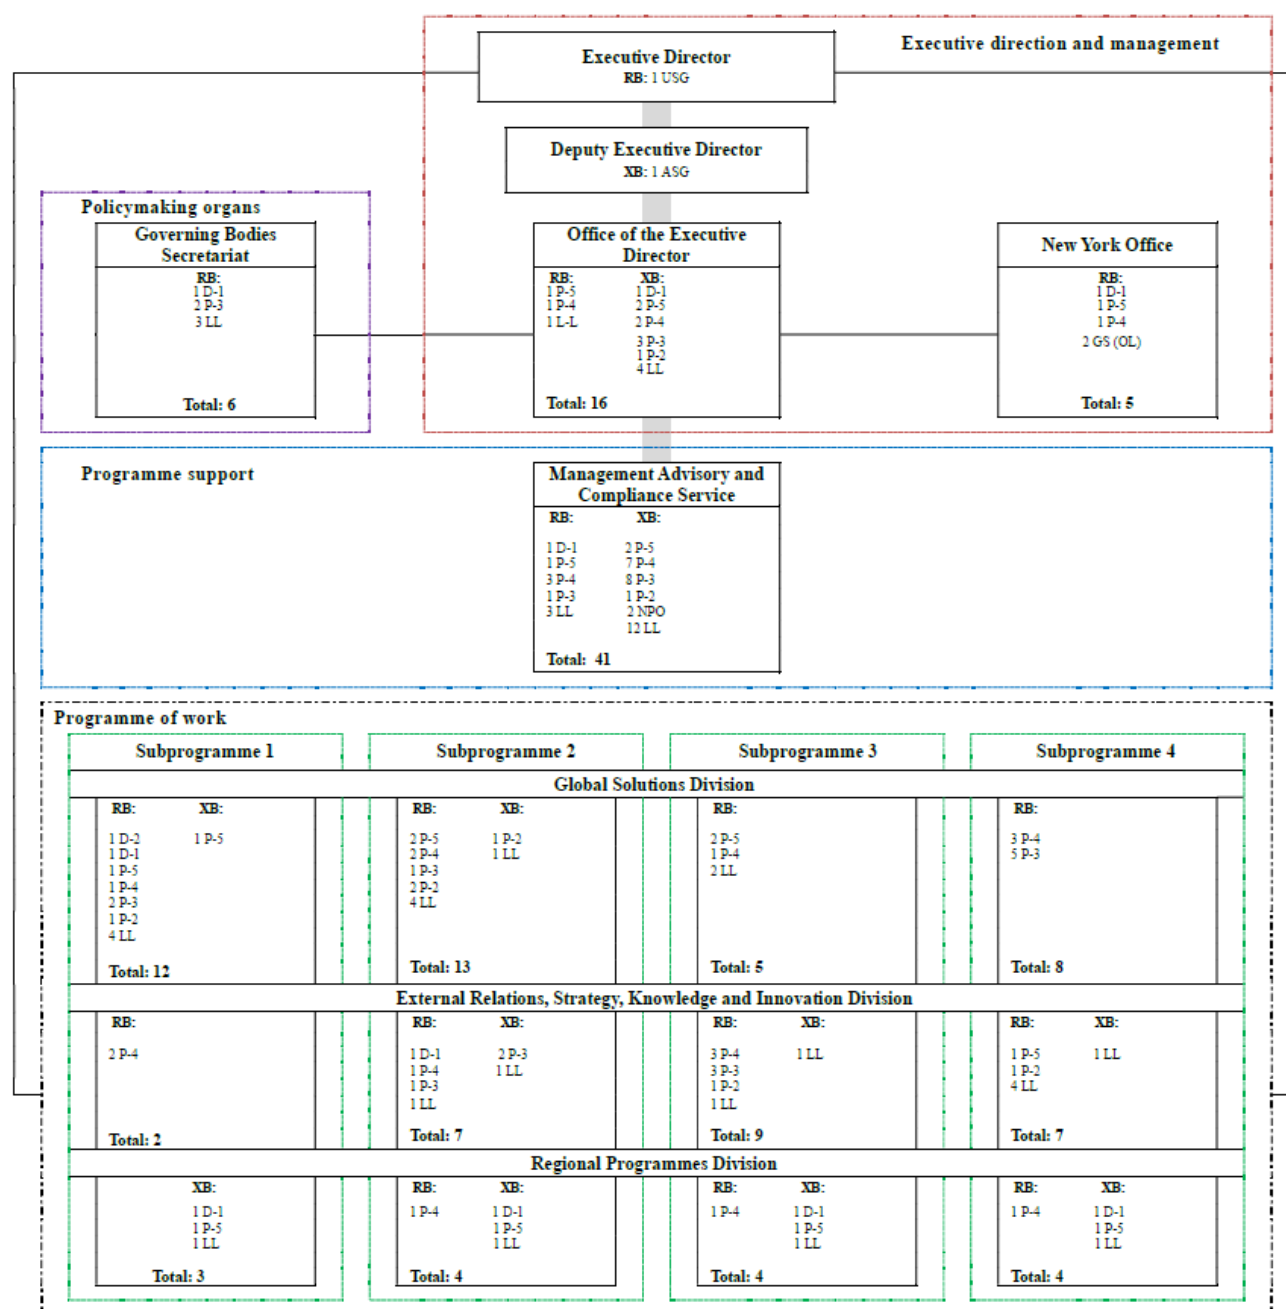 Executive direction and management
Executive Director
RB: 1 USG
Deputy Executive Director
XB: 1 ASG
Policymaking organs
Governing Bodies
Secretariat
RB:
1 D-1
2 P-3
3 LL
Total: 6
Office of the Executive
Director
RB: XB:
1 P-5 1 D-1
1 P-4 2 P-5
1 L-L 2 P-4
3 P-3
1 P-2
4 LL
Total: 16
New York Office
RB:
1 D-1
1 P-5
1 P-4
2 GS (OL)
Total: 5
Programme support
Management Advisory and
Compliance Service
RB: XB:
1 D-1 2 P-5
1 P-5 7 P-4
3 P-4 8 P-3
1 P-3 1 P-2
3 LL 2 NPO
12 LL
Total: 41
Programme of work
Subprogramme 1 Subprogramme 2 Subprogramme 3 Subprogramme 4
Global Solutions Division
RB: XB:
1 D-2 1 P-5
1 D-1
1 P-5
1 P-4
2 P-3
1 P-2
4 LL
Total: 12
RB: XB:
2 P-5 1 P-2
2 P-4 1 LL
1 P-3
2 P-2
4 LL
Total: 13
RB:
2 P-5
1 P-4
2 LL
Total: 5
RB:
3 P-4
5 P-3
Total: 8
External Relations, Strategy, Knowledge and Innovation Division
RB:
2 P-4
Total: 2
RB: XB:
1 D-1 2 P-3
1 P-4 1 LL
1 P-3
1 LL
Total: 7
RB: XB:
3 P-4 1 LL
3 P-3
1 P-2
1 LL
Total: 9
RB: XB:
1 P-5 1 LL
1 P-2
4 LL
Total: 7
Regional Programmes Division
XB:
1 D-1
1 P-5
1 LL
Total: 3
RB: XB:
1 P-4 1 D-1
1 P-5
1 LL
Total: 4
RB: XB:
1 P-4 1 D-1
1 P-5
1 LL
Total: 4
RB: XB:
1 P-4 1 D-1
1 P-5
1 LL
Total: 4